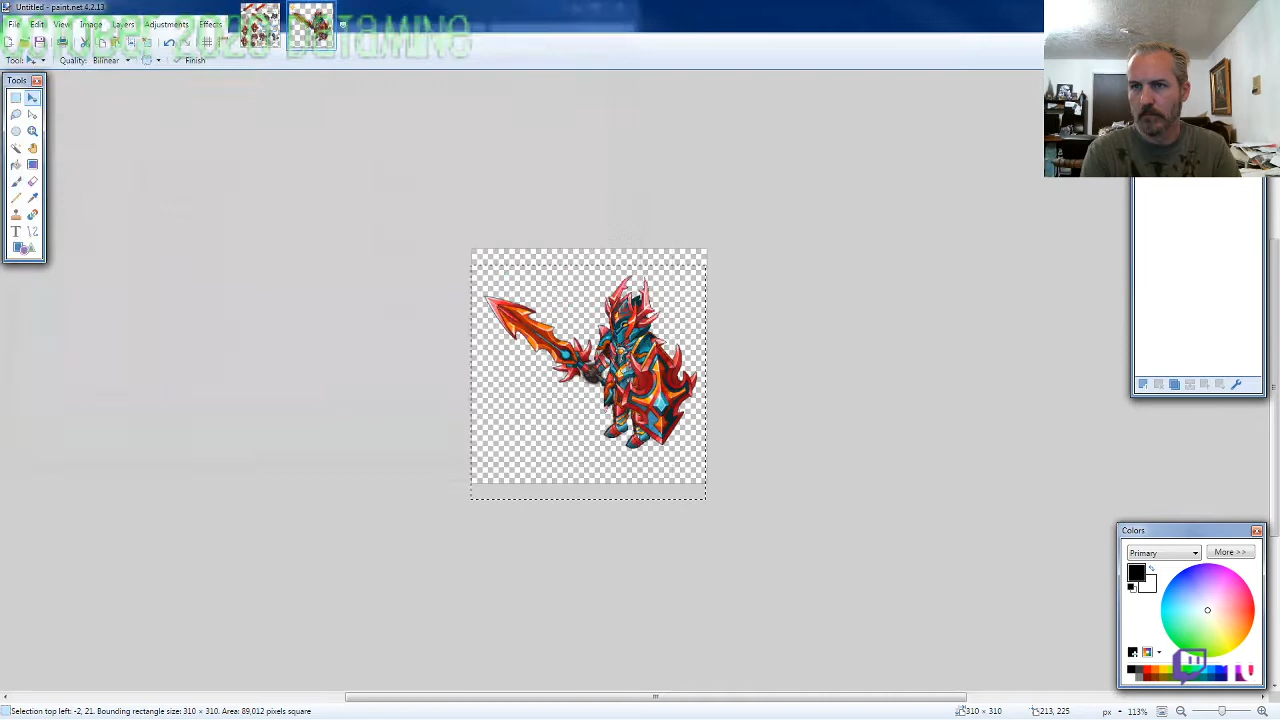 Untitled - paint.net 4.2.13
File Edit View Image Layers Adjustments Effects
2020 Datamine
Tool: Quality: Bilinear Finish
Tools
Colors
Primary
More >>
Selection top left: -2, 21. Bounding rectangle size: 310 × 310. Area: 89,012 pixels square
310 × 310
213, 225
px
113%